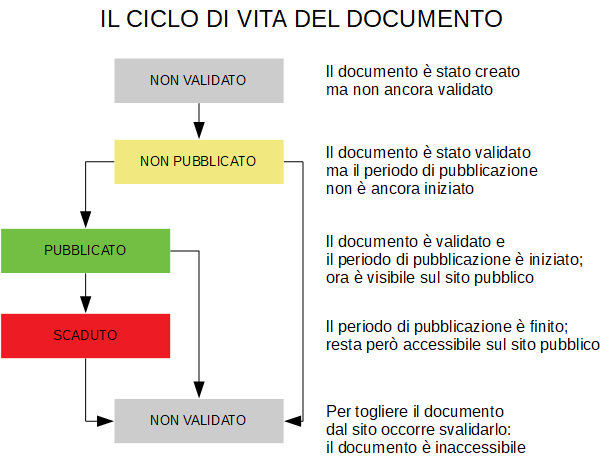 IL CICLO DI VITA DEL DOCUMENTO
NON VALIDATO
Il documento è stato creato
ma non ancora validato
NON PUBBLICATO
Il documento è stato validato
ma il periodo di pubblicazione
non è ancora iniziato
PUBBLICATO
Il documento è validato e
il periodo di pubblicazione è iniziato;
ora è visibile sul sito pubblico
SCADUTO
Il periodo di pubblicazione è finito;
resta però accessibile sul sito pubblico
NON VALIDATO
Per togliere il documento
dal sito occorre svalidarlo:
il documento è inaccessibile